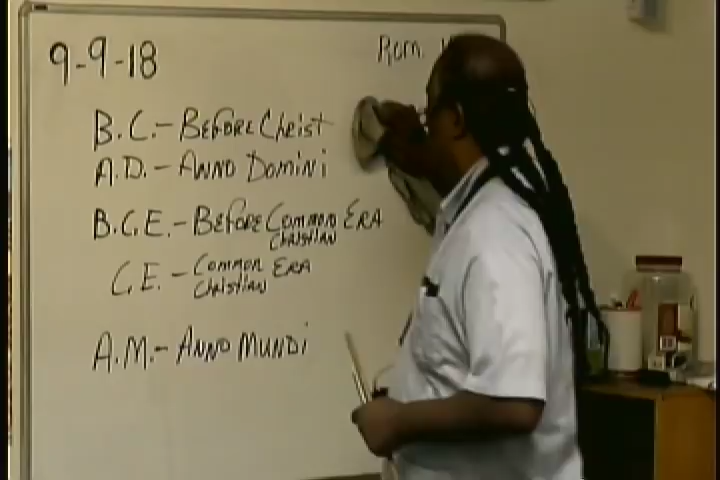 9-9-18
Rom.
B.C. - BEFORE Christ
A.D. - ANNO DOMINI
B.C.E. - BEFORE COMMON ERA
CHRISTIAN
C.E. - COMMON ERA
CHRISTIAN
A.M. - ANNO MUNDI